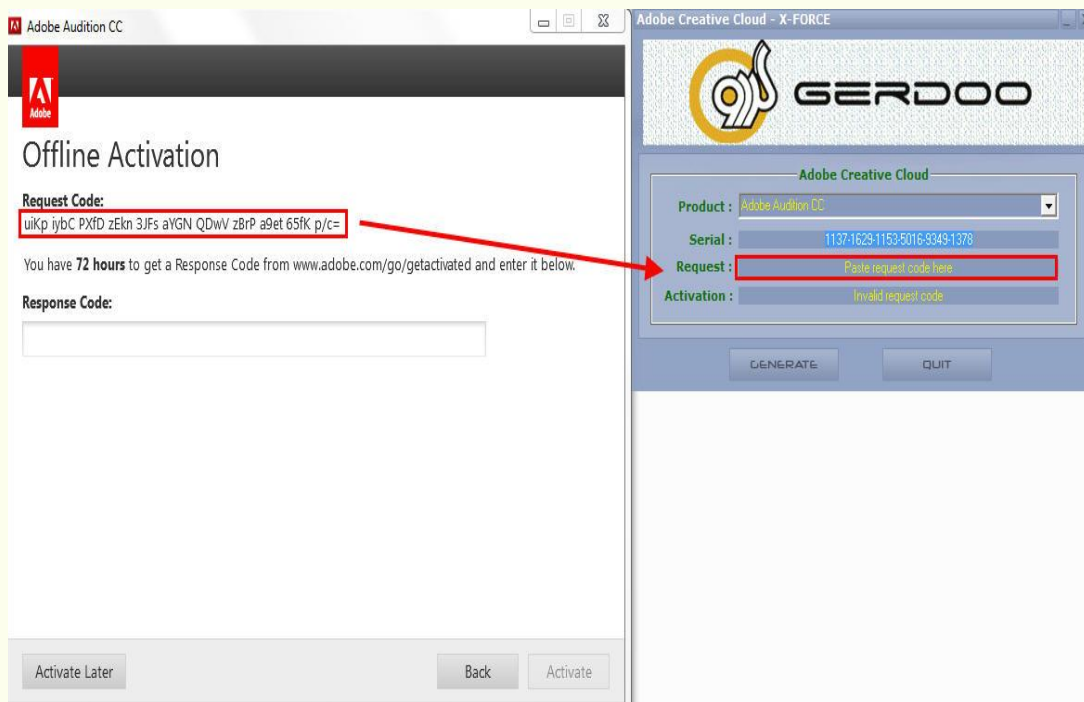 Adobe Audition CC
Adobe
Offline Activation
Request Code:
uiKp iybC PXfD zEkn 3JFs aYGN QDwV zBrP a9et 65fK p/c=
You have 72 hours to get a Response Code from www.adobe.com/go/getactivated and enter it below.
Response Code:
Activate Later
Back
Activate
Adobe Creative Cloud - X-FORCE
GERDOO
Adobe Creative Cloud
Product : Adobe Audition CC
Serial : 1137-1629-1153-5016-9349-1378
Request : Paste request code here
Activation : Invalid request code
GENERATE
QUIT